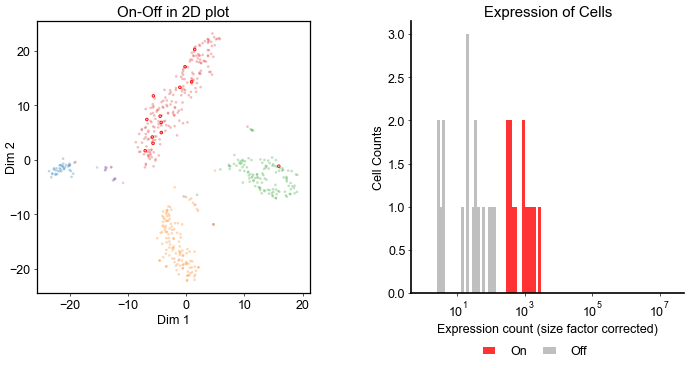 On-Off in 2D plot
20
10
0
−10
−20
Dim 2
−20 −10 0 10 20
Dim 1
Expression of Cells
3.0
2.5
2.0
1.5
1.0
0.5
0.0
Cell Counts
10^1 10^3 10^5 10^7
Expression count (size factor corrected)
On Off